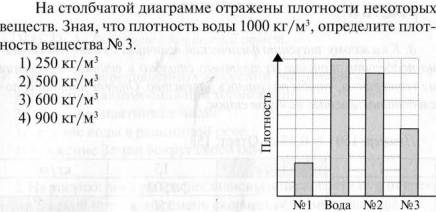 На столбчатой диаграмме отражены плотности некоторых
веществ. Зная, что плотность воды 1000 кг/м³, определите плот-
ность вещества №3.
1) 250 кг/м³
2) 500 кг/м³
3) 600 кг/м³
4) 900 кг/м³
Плотность
№1 Вода №2 №3